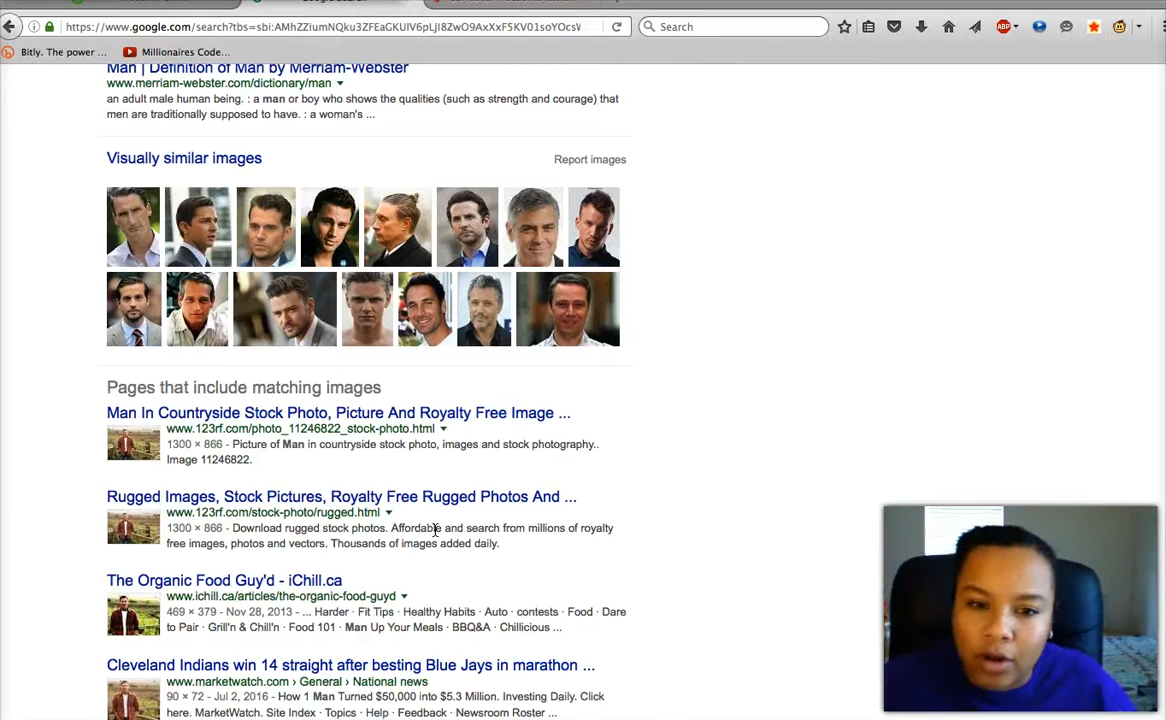 https://www.google.com/search?tbs=sbi:AMhZZiumNQku3ZFEaGKUIV6pLjI8ZwO9AxXxF5KV01soYOcsV
Search
ABP
Bitly. The power ...
Millionaires Code...
Man | Definition of Man by Merriam-Webster
www.merriam-webster.com/dictionary/man
an adult male human being. : a man or boy who shows the qualities (such as strength and courage) that
men are traditionally supposed to have. : a woman's ...
Visually similar images
Report images
Pages that include matching images
Man In Countryside Stock Photo, Picture And Royalty Free Image ...
www.123rf.com/photo_11246822_stock-photo.html
1300 × 866 - Picture of Man in countryside stock photo, images and stock photography..
Image 11246822.
Rugged Images, Stock Pictures, Royalty Free Rugged Photos And ...
www.123rf.com/stock-photo/rugged.html
1300 × 866 - Download rugged stock photos. Affordable and search from millions of royalty
free images, photos and vectors. Thousands of images added daily.
The Organic Food Guy'd - iChill.ca
www.ichill.ca/articles/the-organic-food-guyd
469 × 379 - Nov 28, 2013 - ... Harder · Fit Tips · Healthy Habits · Auto · contests · Food · Dare
to Pair · Grill'n & Chill'n · Food 101 · Man Up Your Meals · BBQ&A · Chillicious ...
Cleveland Indians win 14 straight after besting Blue Jays in marathon ...
www.marketwatch.com › General › National news
90 × 72 - Jul 2, 2016 - How 1 Man Turned $50,000 into $5.3 Million. Investing Daily. Click
here. MarketWatch. Site Index · Topics · Help · Feedback · Newsroom Roster ...